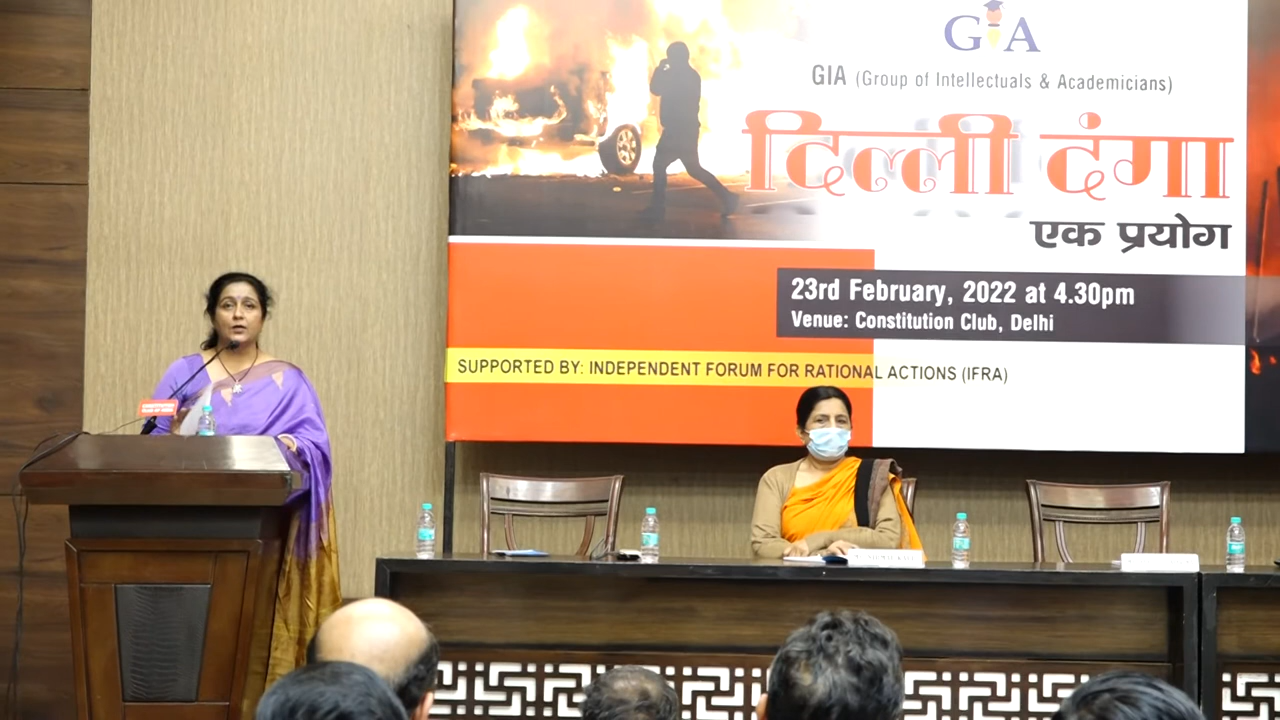 GiA
GIA (Group of Intellectuals & Academicians)
दिल्ली दंगा
एक प्रयोग
23rd February, 2022 at 4.30pm
Venue: Constitution Club, Delhi
SUPPORTED BY: INDEPENDENT FORUM FOR RATIONAL ACTIONS (IFRA)